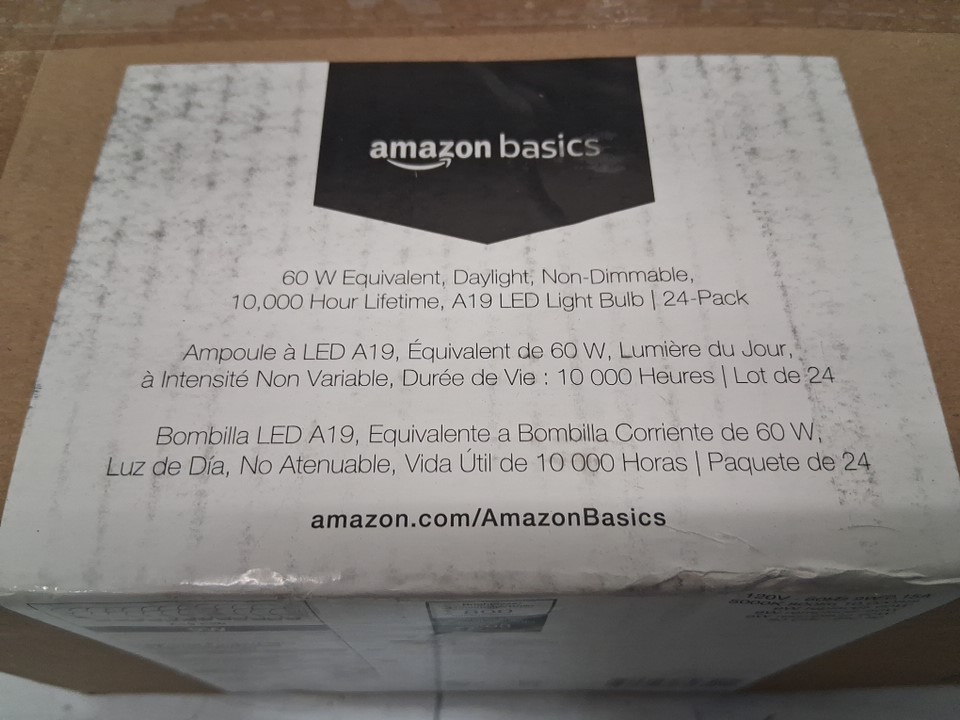 amazon basics
60 W Equivalent, Daylight, Non-Dimmable,
10,000 Hour Lifetime, A19 LED Light Bulb | 24-Pack
Ampoule à LED A19, Équivalent de 60 W, Lumière du Jour,
à Intensité Non Variable, Durée de Vie : 10 000 Heures | Lot de 24
Bombilla LED A19, Equivalente a Bombilla Corriente de 60 W,
Luz de Día, No Atenuable, Vida Útil de 10 000 Horas | Paquete de 24
amazon.com/AmazonBasics
800
120V